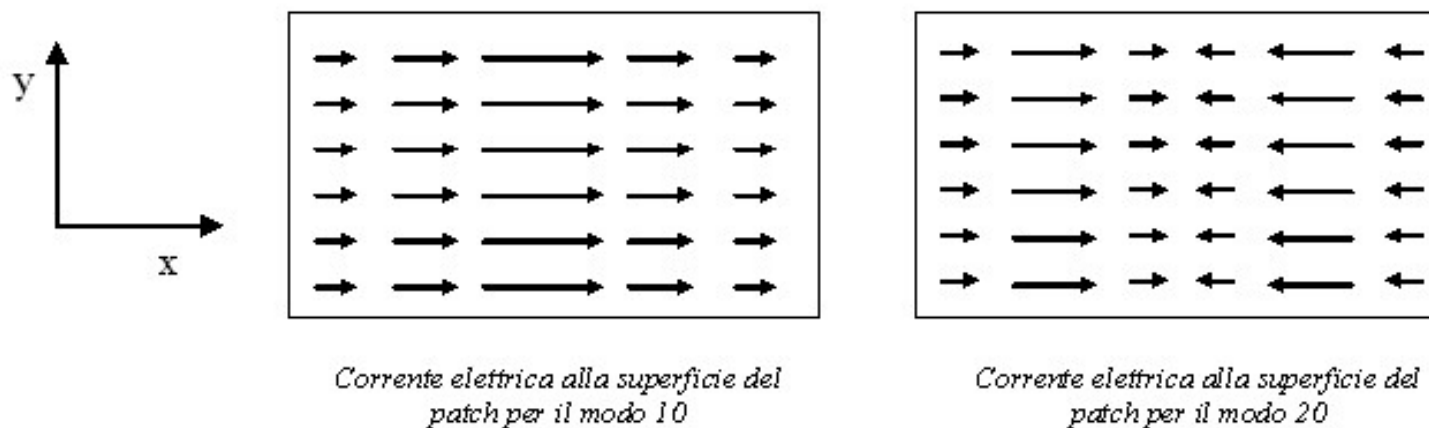 y
x
Corrente elettrica alla superficie del
patch per il modo 10
Corrente elettrica alla superficie del
patch per il modo 20